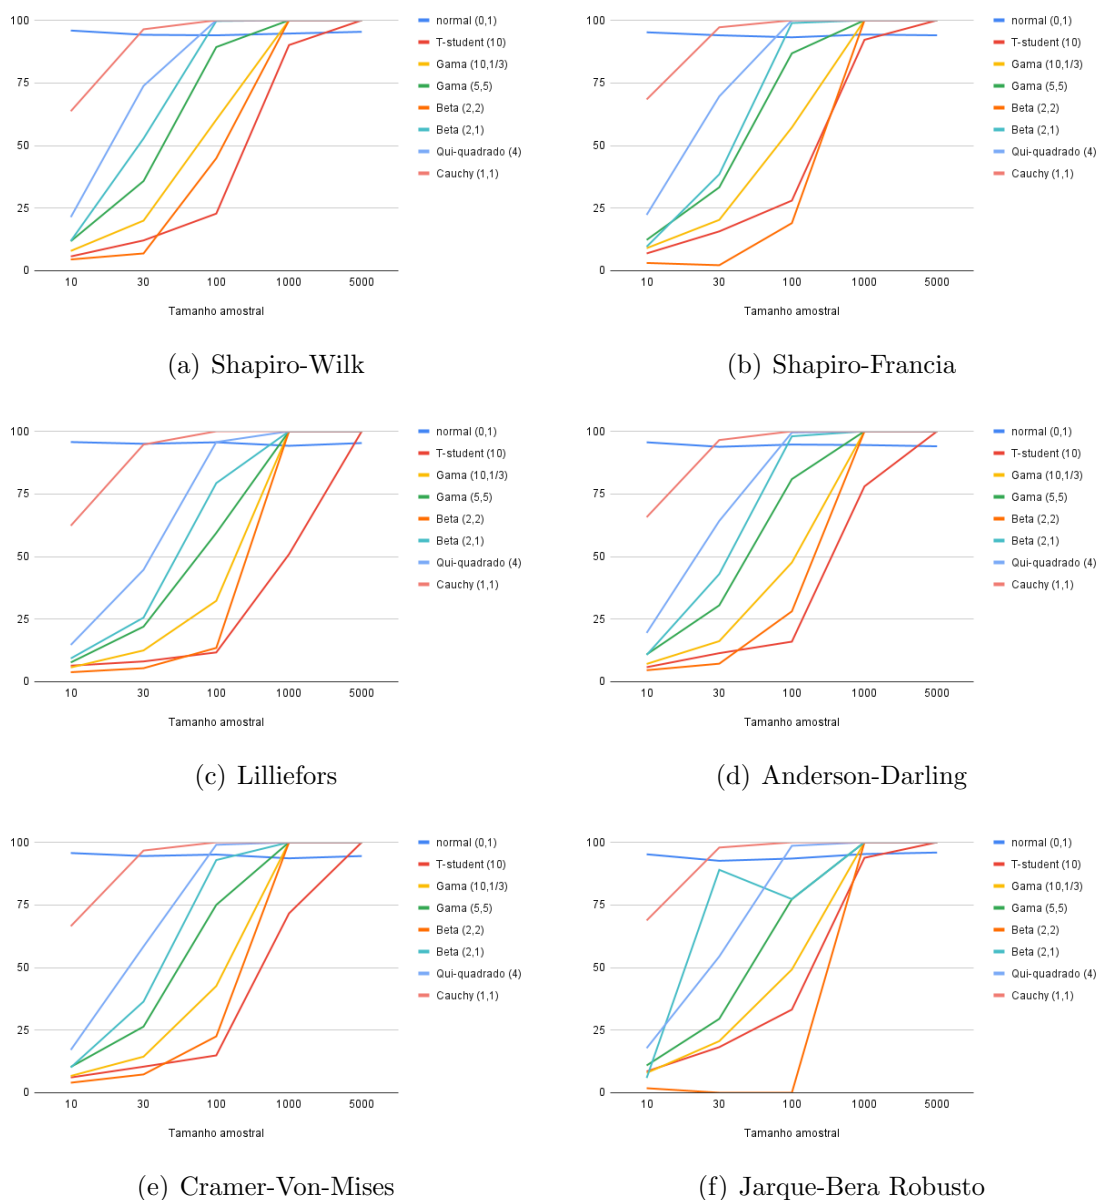 100
75
50
25
0
10
30
100
1000
5000
Tamanho amostral
normal (0,1)
T-student (10)
Gama (10,1/3)
Gama (5,5)
Beta (2,2)
Beta (2,1)
Qui-quadrado (4)
Cauchy (1,1)
(a) Shapiro-Wilk
100
75
50
25
0
10
30
100
1000
5000
Tamanho amostral
normal (0,1)
T-student (10)
Gama (10,1/3)
Gama (5,5)
Beta (2,2)
Beta (2,1)
Qui-quadrado (4)
Cauchy (1,1)
(b) Shapiro-Francia
100
75
50
25
0
10
30
100
1000
5000
Tamanho amostral
normal (0,1)
T-student (10)
Gama (10,1/3)
Gama (5,5)
Beta (2,2)
Beta (2,1)
Qui-quadrado (4)
Cauchy (1,1)
(c) Lilliefors
100
75
50
25
0
10
30
100
1000
5000
Tamanho amostral
normal (0,1)
T-student (10)
Gama (10,1/3)
Gama (5,5)
Beta (2,2)
Beta (2,1)
Qui-quadrado (4)
Cauchy (1,1)
(d) Anderson-Darling
100
75
50
25
0
10
30
100
1000
5000
Tamanho amostral
normal (0,1)
T-student (10)
Gama (10,1/3)
Gama (5,5)
Beta (2,2)
Beta (2,1)
Qui-quadrado (4)
Cauchy (1,1)
(e) Cramer-Von-Mises
100
75
50
25
0
10
30
100
1000
5000
Tamanho amostral
normal (0,1)
T-student (10)
Gama (10,1/3)
Gama (5,5)
Beta (2,2)
Beta (2,1)
Qui-quadrado (4)
Cauchy (1,1)
(f) Jarque-Bera Robusto